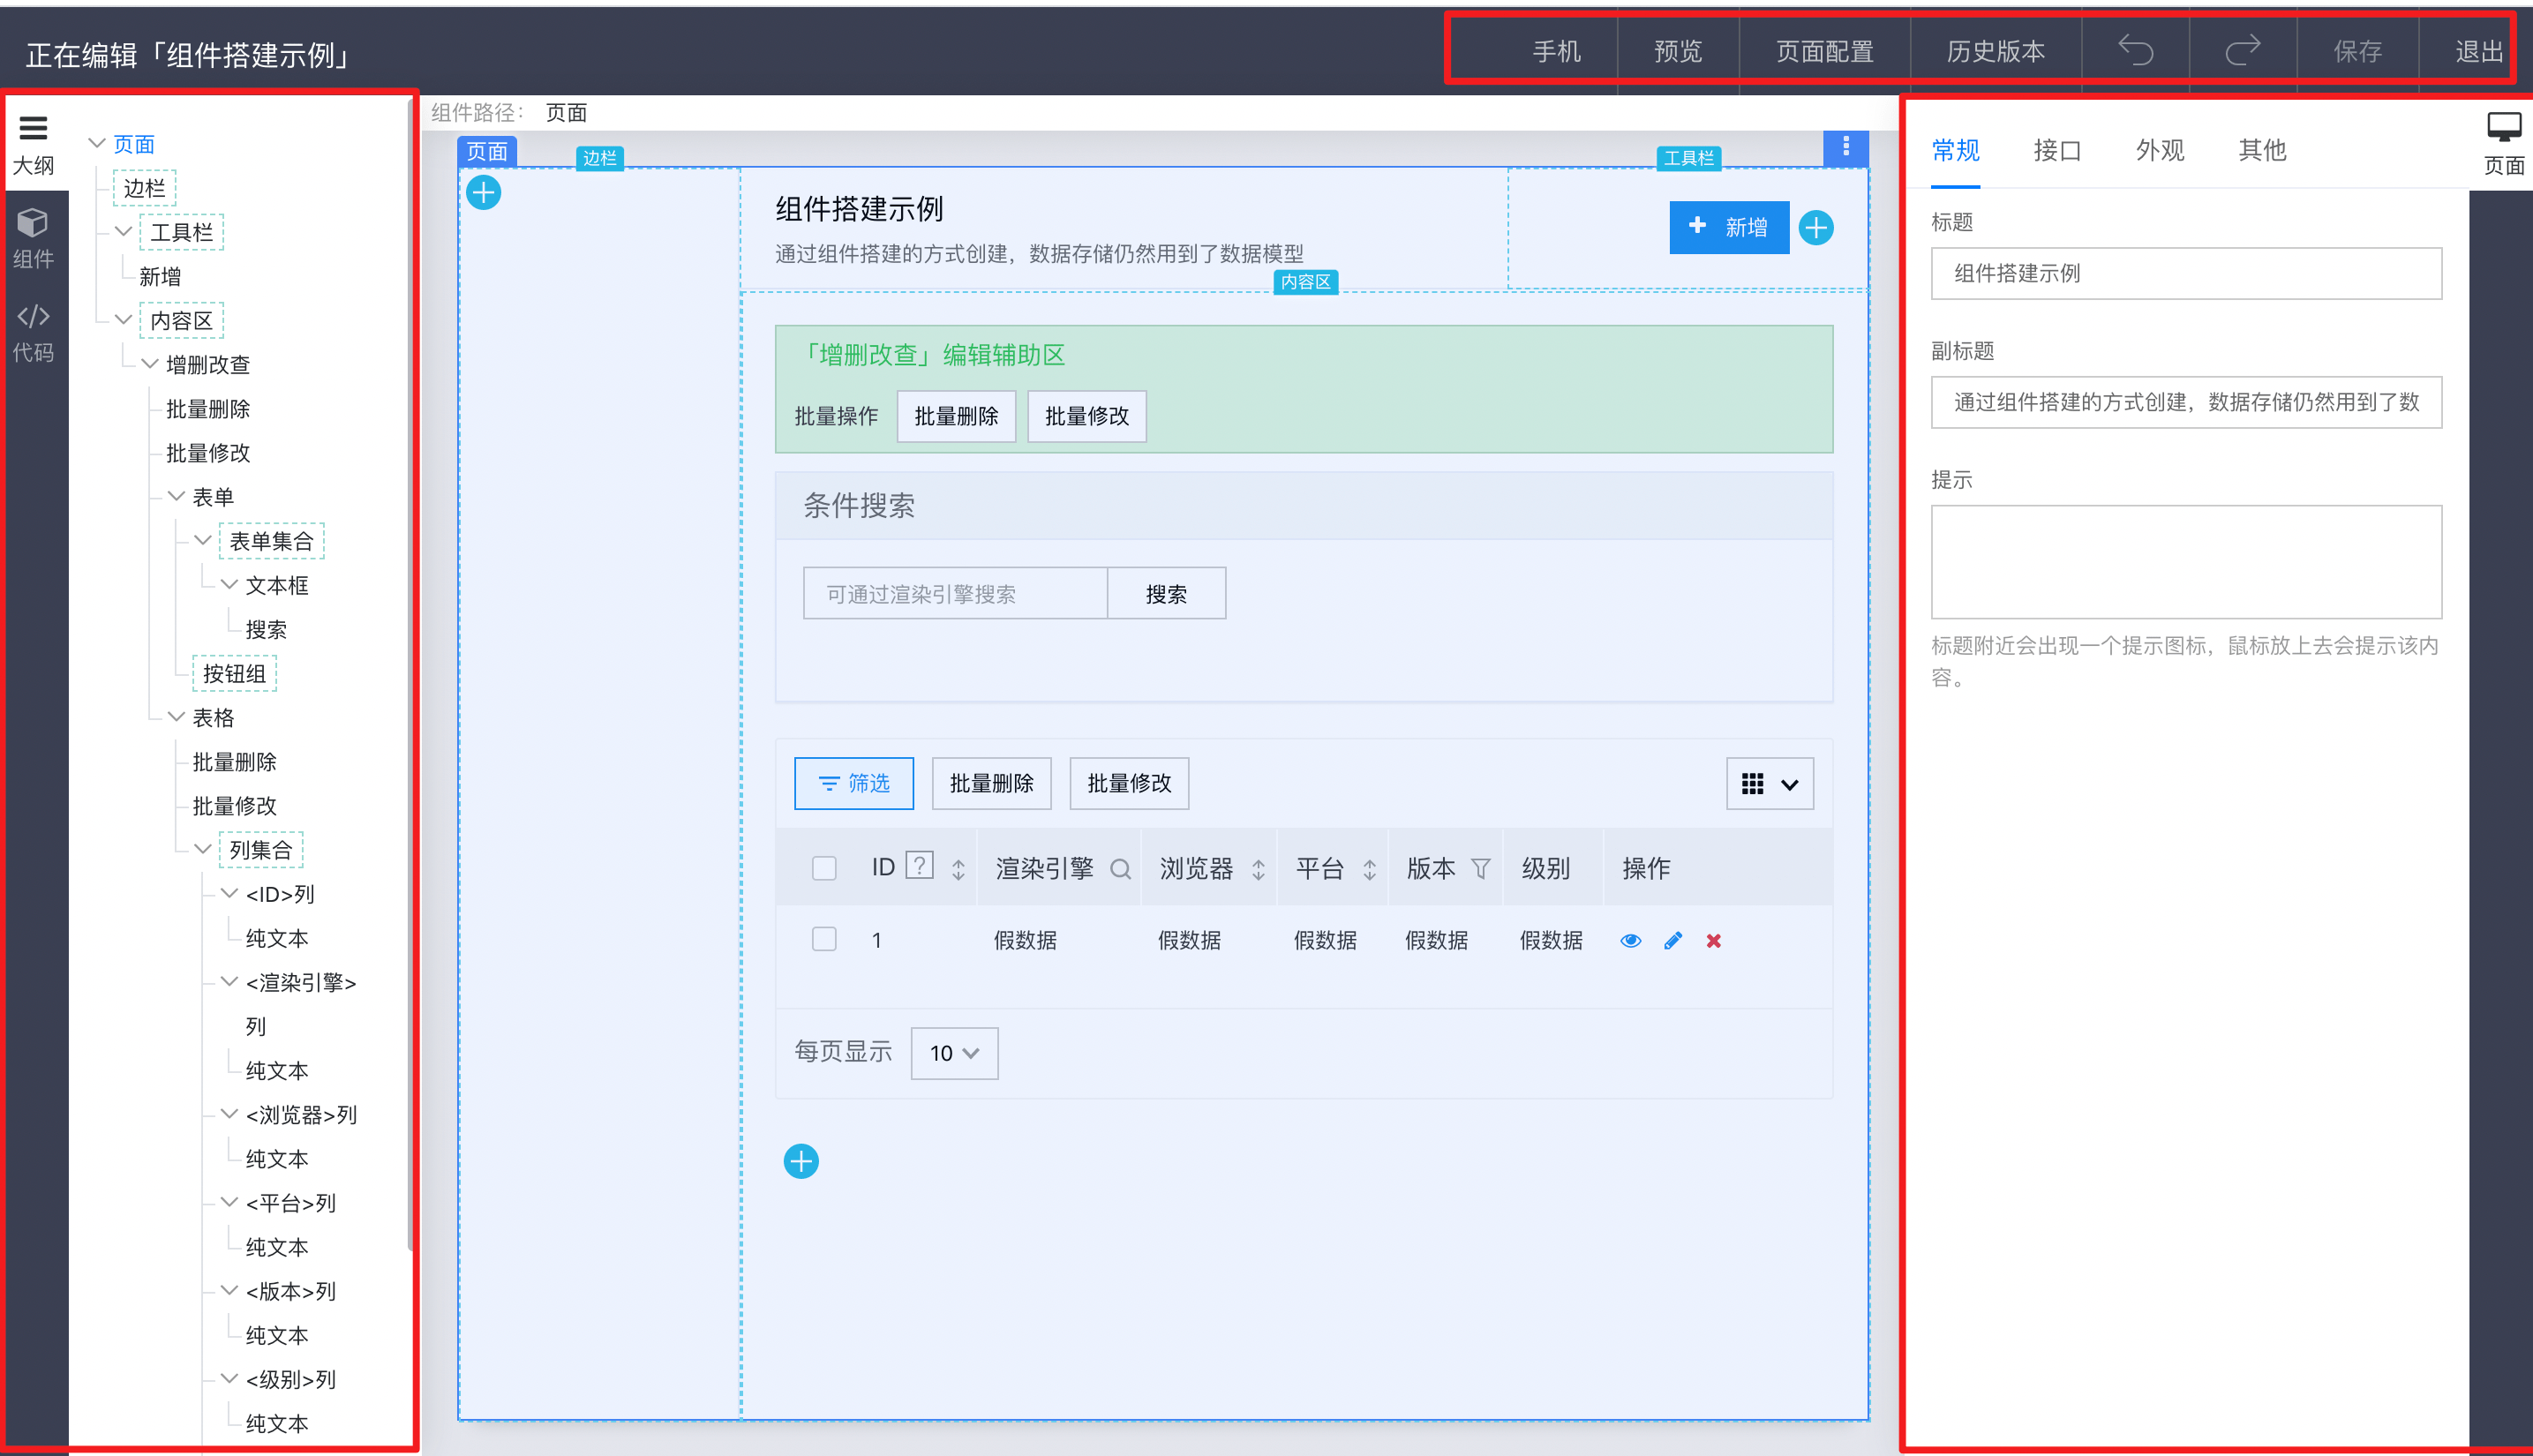 正在编辑「组件搭建示例」
手机 预览 页面配置 历史版本 保存 退出
大纲
组件
代码
页面
边栏
工具栏
新增
内容区
增删改查
批量删除
批量修改
表单
表单集合
文本框
搜索
按钮组
表格
批量删除
批量修改
列集合
<ID>列
纯文本
<渲染引擎>
列
纯文本
<浏览器>列
纯文本
<平台>列
纯文本
<版本>列
纯文本
<级别>列
纯文本
组件路径： 页面
页面
边栏
工具栏
组件搭建示例
通过组件搭建的方式创建，数据存储仍然用到了数据模型
新增
内容区
「增删改查」编辑辅助区
批量操作 批量删除 批量修改
条件搜索
可通过渲染引擎搜索 搜索
筛选 批量删除 批量修改
ID ? 渲染引擎 浏览器 平台 版本 级别 操作
1 假数据 假数据 假数据 假数据 假数据
每页显示 10
常规 接口 外观 其他
页面
标题
组件搭建示例
副标题
通过组件搭建的方式创建，数据存储仍然用到了数
提示
标题附近会出现一个提示图标，鼠标放上去会提示该内
容。